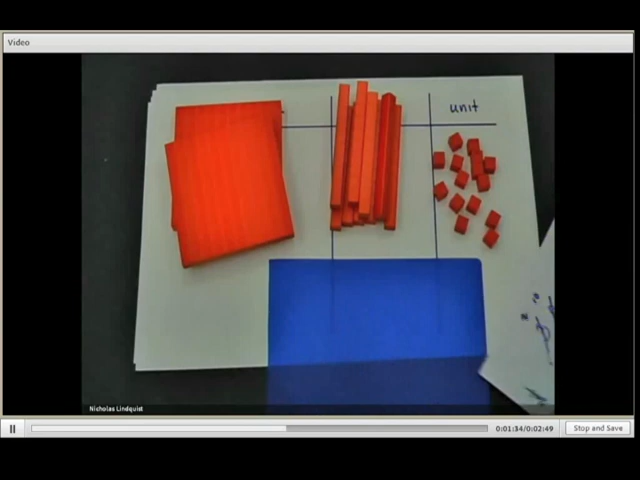 Video
unit
Nicholas Lindquist
0:01:34/0:02:49
Stop and Save